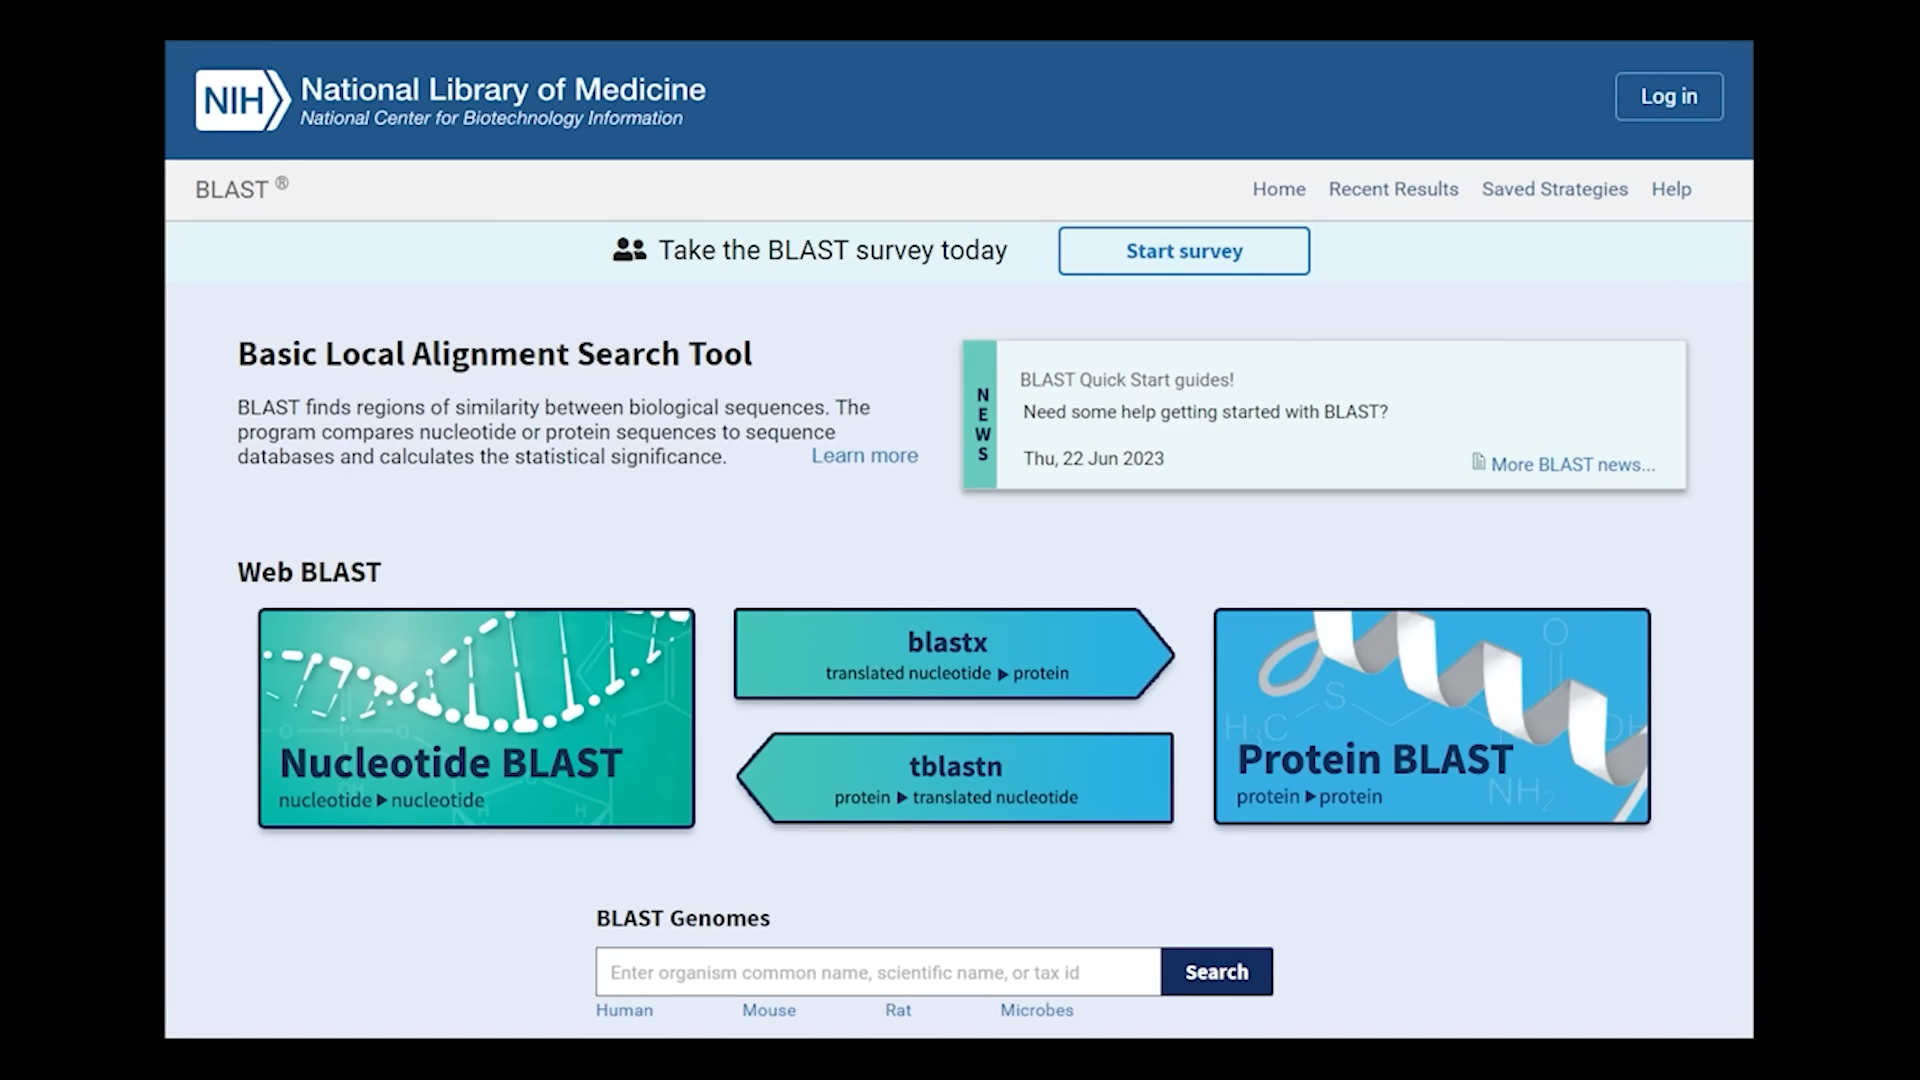 NIH National Library of Medicine
National Center for Biotechnology Information
Log in
BLAST ®
Home Recent Results Saved Strategies Help
Take the BLAST survey today
Start survey
Basic Local Alignment Search Tool
BLAST finds regions of similarity between biological sequences. The
program compares nucleotide or protein sequences to sequence
databases and calculates the statistical significance.
Learn more
NEWS
BLAST Quick Start guides!
Need some help getting started with BLAST?
Thu, 22 Jun 2023
More BLAST news...
Web BLAST
Nucleotide BLAST
nucleotide ▶ nucleotide
blastx
translated nucleotide ▶ protein
tblastn
protein ▶ translated nucleotide
O
S
H₃C
OH
Protein BLAST
protein ▶ protein
NH₂
BLAST Genomes
Enter organism common name, scientific name, or tax id
Search
Human Mouse Rat Microbes